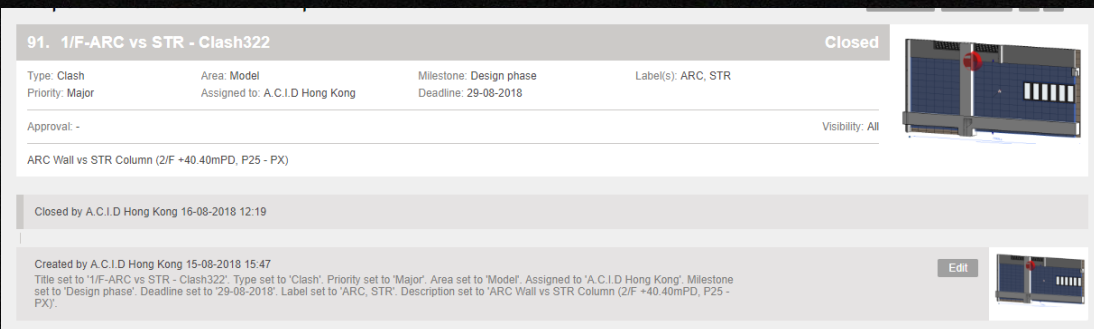 91. 1/F-ARC vs STR - Clash322 Closed
Type: Clash Area: Model Milestone: Design phase Label(s): ARC, STR
Priority: Major Assigned to: A.C.I.D Hong Kong Deadline: 29-08-2018
Approval: - Visibility: All
ARC Wall vs STR Column (2/F +40.40mPD, P25 - PX)
Closed by A.C.I.D Hong Kong 16-08-2018 12:19
Created by A.C.I.D Hong Kong 15-08-2018 15:47
Edit
Title set to '1/F-ARC vs STR - Clash322'. Type set to 'Clash'. Priority set to 'Major'. Area set to 'Model'. Assigned to 'A.C.I.D Hong Kong'. Milestone
set to 'Design phase'. Deadline set to '29-08-2018'. Label set to 'ARC, STR'. Description set to 'ARC Wall vs STR Column (2/F +40.40mPD, P25 -
PX)'.